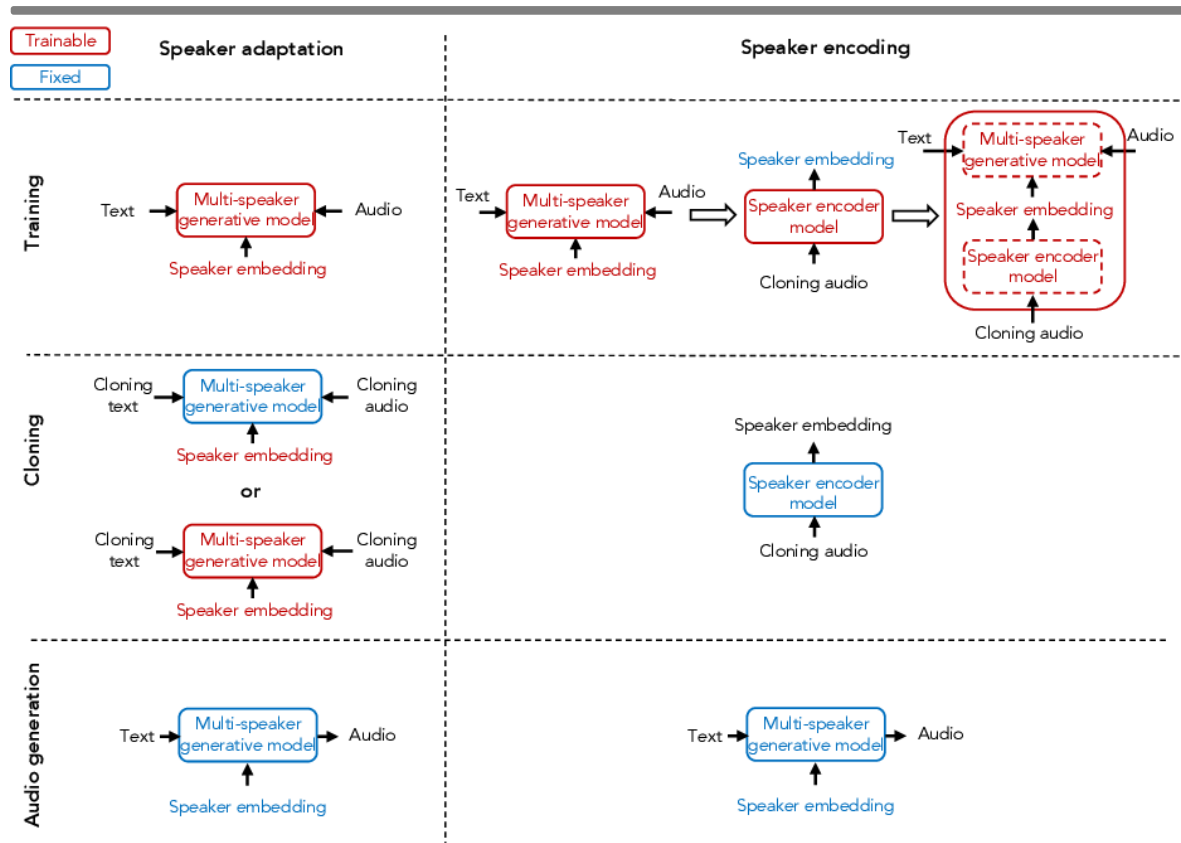 Trainable
Fixed
Speaker adaptation
Speaker encoding
Training
Text
Multi-speaker
generative model
Audio
Speaker embedding
Text
Multi-speaker
generative model
Audio
Speaker embedding
Speaker embedding
Speaker encoder
model
Cloning audio
Text
Multi-speaker
generative model
Audio
Speaker embedding
Speaker encoder
model
Cloning audio
Cloning
Cloning
text
Multi-speaker
generative model
Cloning
audio
Speaker embedding
or
Cloning
text
Multi-speaker
generative model
Cloning
audio
Speaker embedding
Speaker embedding
Speaker encoder
model
Cloning audio
Audio generation
Text
Multi-speaker
generative model
Audio
Speaker embedding
Text
Multi-speaker
generative model
Audio
Speaker embedding